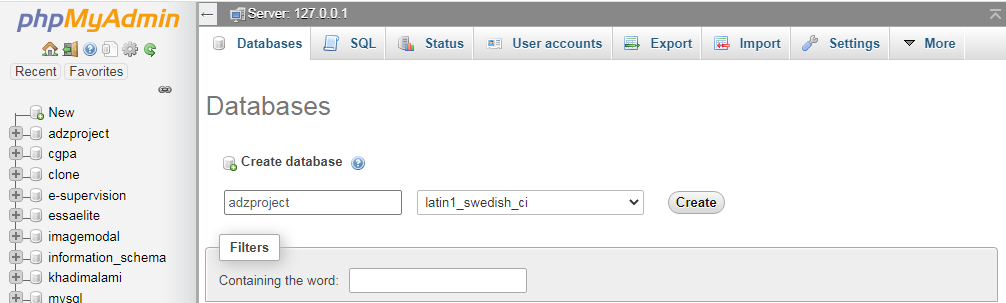 phpMyAdmin
Recent Favorites
New
adzproject
cgpa
clone
e-supervision
essaelite
imagemodal
information_schema
khadimalami
mysql
Server: 127.0.0.1
Databases SQL Status User accounts Export Import Settings More
Databases
Create database
adzproject latin1_swedish_ci Create
Filters
Containing the word: